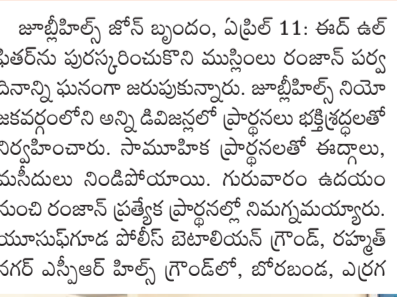 జూబ్లీహిల్స్ జోన్ బృందం, ఏప్రిల్ 11: ఈద్ ఉల్
ఫితర్‌ను పురస్కరించుకొని ముస్లింలు రంజాన్ పర్వ
దినాన్ని ఘనంగా జరుపుకున్నారు. జూబ్లీహిల్స్ నియో
జకవర్గంలోని అన్ని డివిజన్లలో ప్రార్థనలు భక్తిశ్రద్ధలతో
నిర్వహించారు. సామూహిక ప్రార్థనలతో ఈద్గాలు,
మసీదులు నిండిపోయాయి. గురువారం ఉదయం
నుంచి రంజాన్ ప్రత్యేక ప్రార్థనల్లో నిమగ్నమయ్యారు.
యూసుఫ్‌గూడ పోలీస్ బెటాలియన్ గ్రౌండ్, రహ్మత్
నగర్ ఎస్పీఆర్ హిల్స్ గ్రౌండ్‌లో, బోరబండ, ఎర్రగ